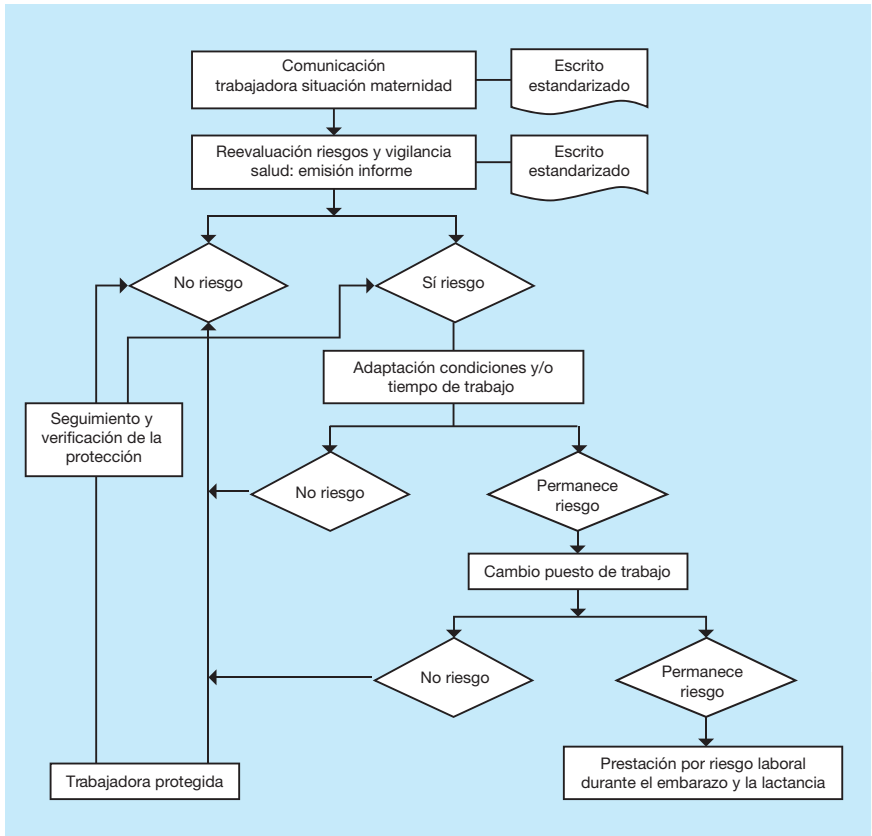 Comunicación
trabajadora situación maternidad
Escrito
estandarizado
Reevaluación riesgos y vigilancia
salud: emisión informe
Escrito
estandarizado
No riesgo
Sí riesgo
Adaptación condiciones y/o
tiempo de trabajo
Seguimiento y
verificación de la
protección
No riesgo
Permanece
riesgo
Cambio puesto de trabajo
No riesgo
Permanece
riesgo
Trabajadora protegida
Prestación por riesgo laboral
durante el embarazo y la lactancia